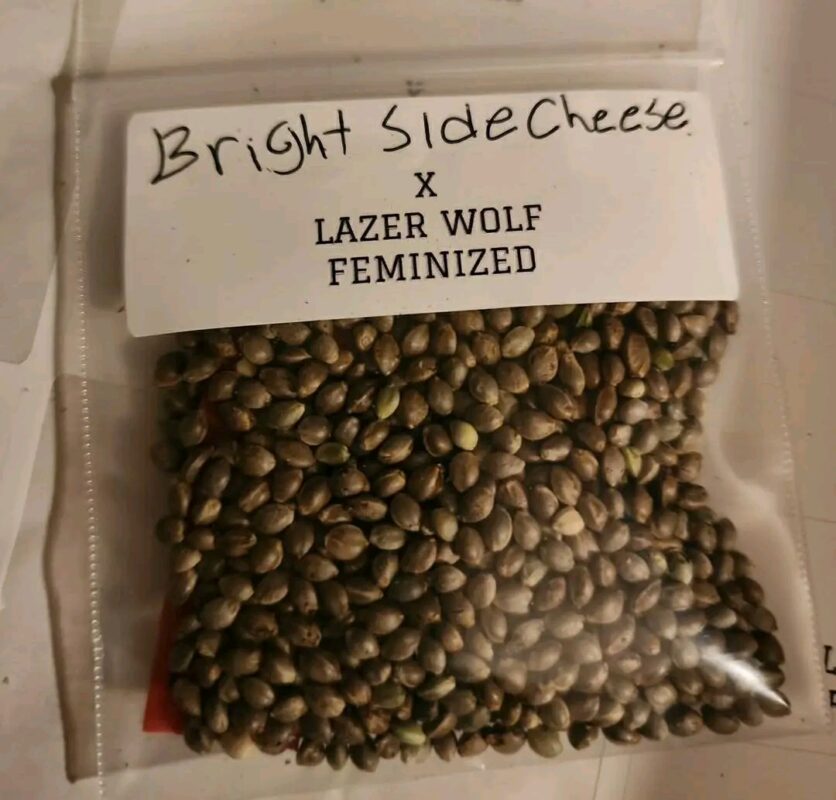 Bright SideCheese
X
LAZER WOLF
FEMINIZED